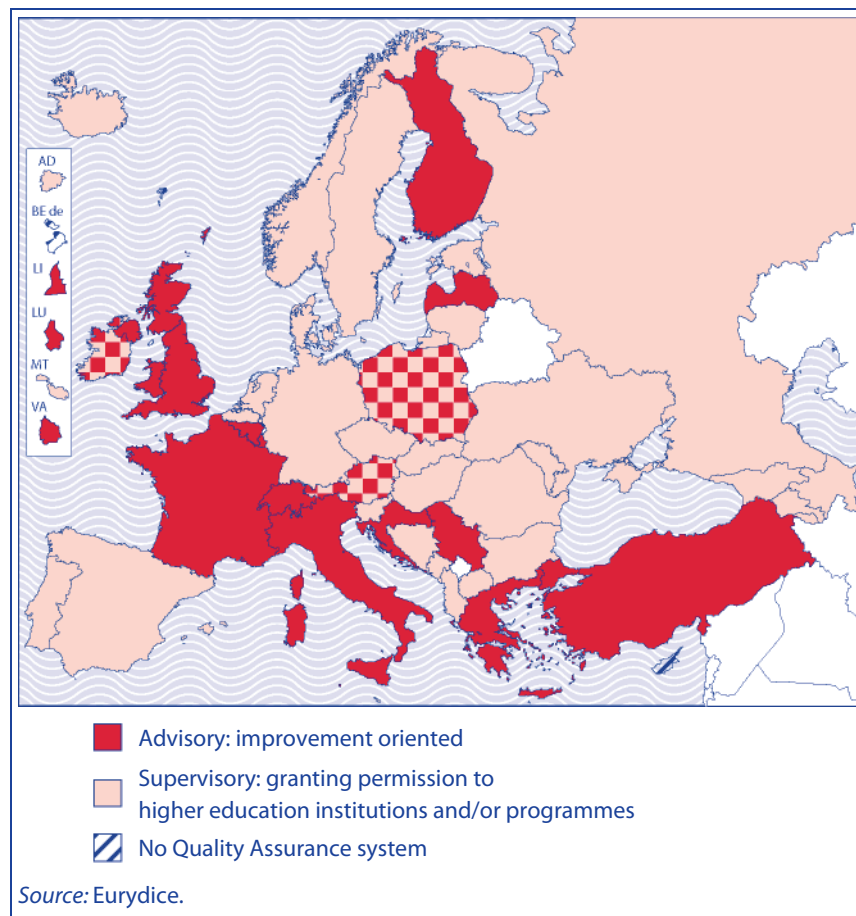 AD
BE de
LI
LU
MT
VA
Advisory: improvement oriented
Supervisory: granting permission to
higher education institutions and/or programmes
No Quality Assurance system
Source: Eurydice.